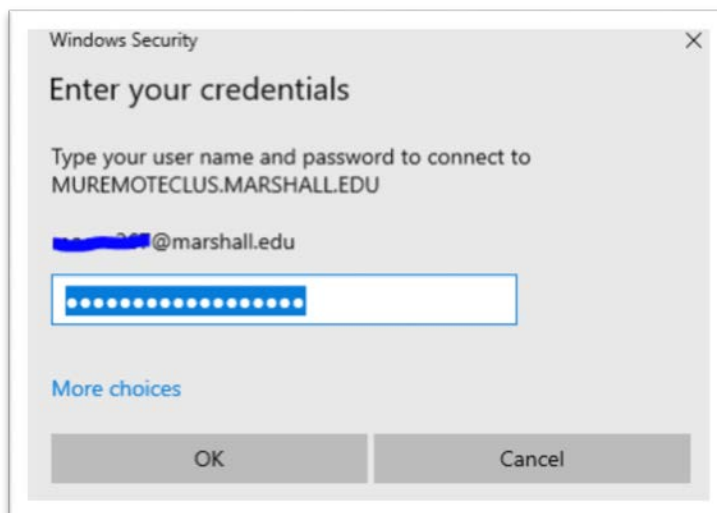 Windows Security
Enter your credentials
Type your user name and password to connect to
MUREMOTECLUS.MARSHALL.EDU
@marshall.edu
More choices
OK
Cancel